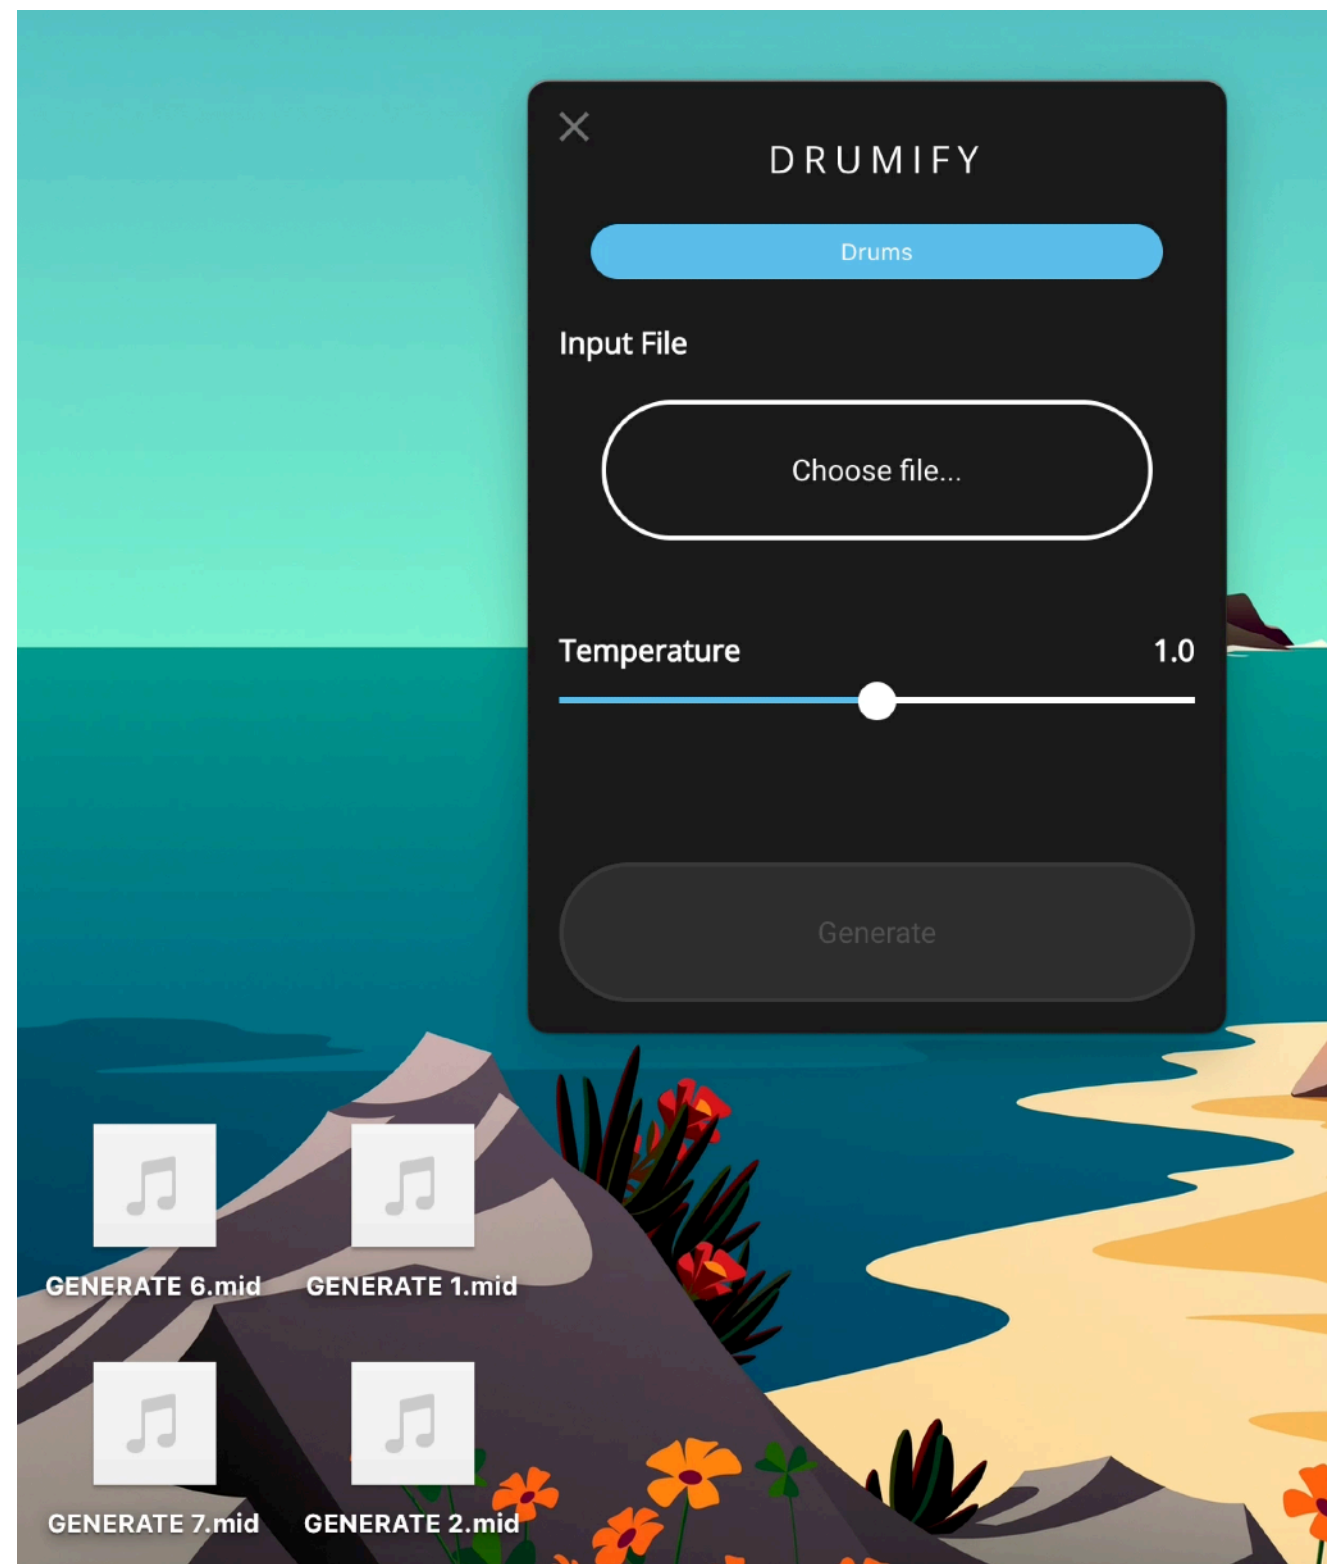 DRUMIFY
Drums
Input File
Choose file...
Temperature 1.0
Generate
GENERATE 6.mid GENERATE 1.mid
GENERATE 7.mid GENERATE 2.mid